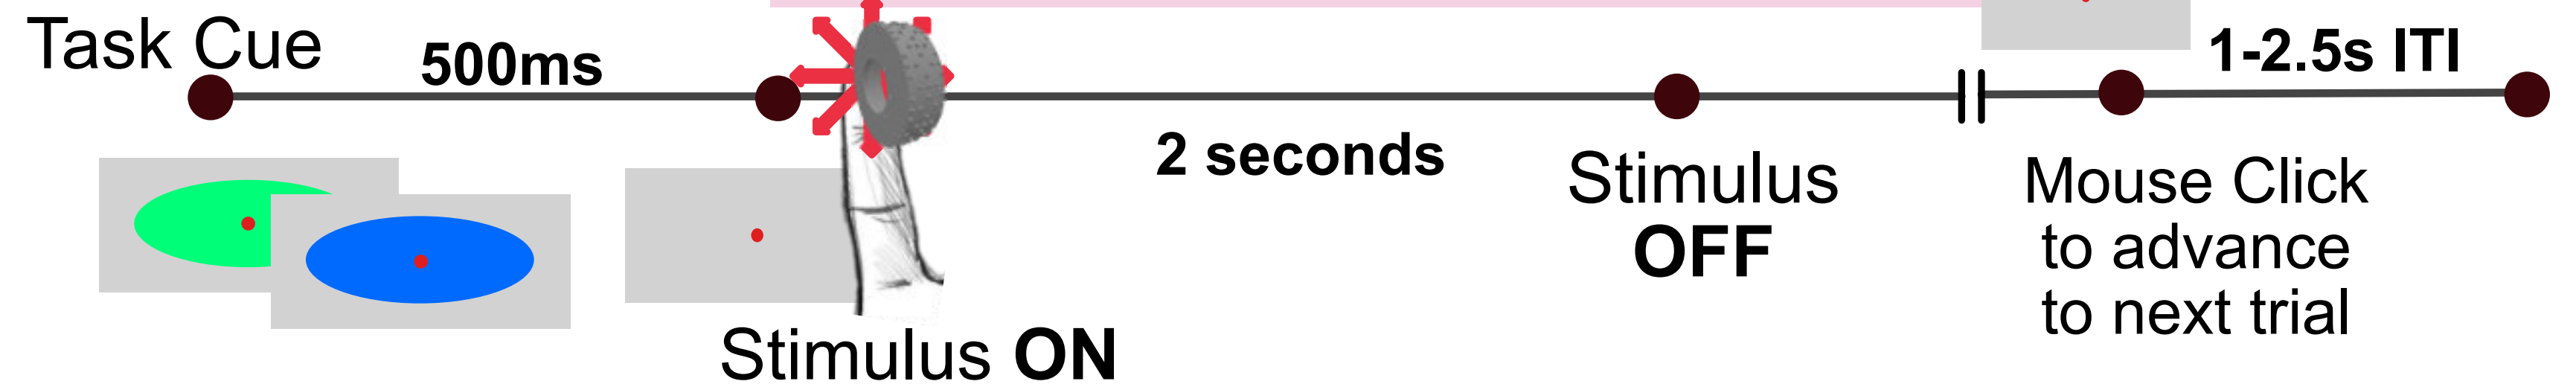 Task Cue
500ms
1-2.5s ITI
2 seconds
Stimulus
OFF
Mouse Click
to advance
to next trial
Stimulus ON